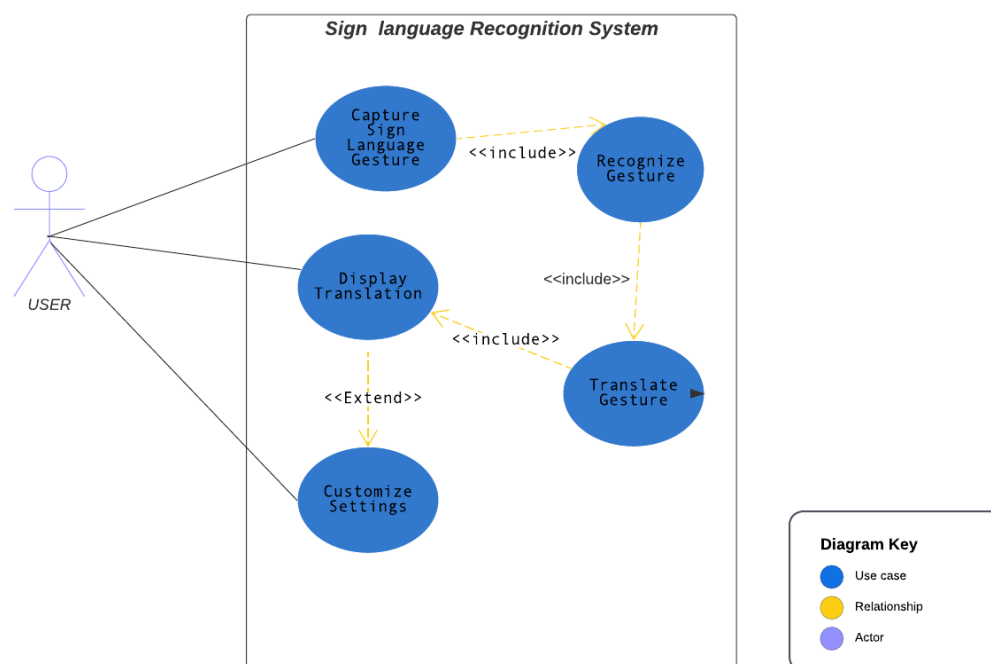 Sign language Recognition System
Capture
Sign
Language
Gesture
<<include>>
Recognize
Gesture
<<include>>
USER
Display
Translation
<<include>>
Translate
Gesture
<<Extend>>
Customize
Settings
Diagram Key
Use case
Relationship
Actor